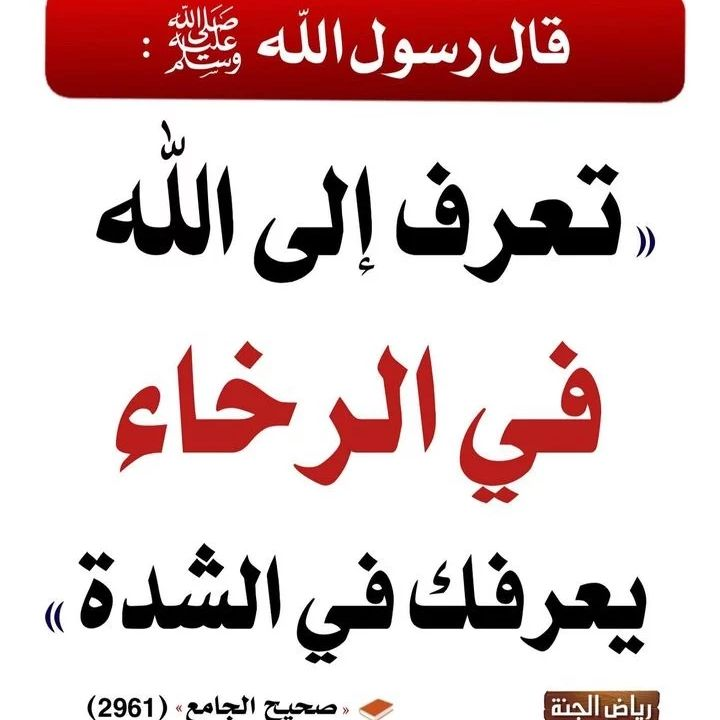 قال رسول الله ﷺ :
« تعرف إلى الله
في الرخاء
يعرفك في الشدة »
رياض الجنة
« صحيح الجامع » (2961)